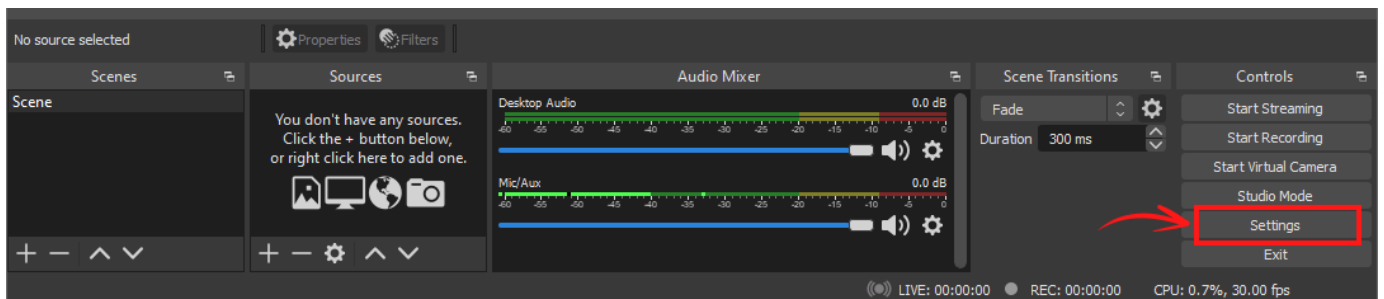 No source selected
Properties
Filters
Scenes
Sources
Audio Mixer
Scene Transitions
Controls
Scene
You don't have any sources.
Click the + button below,
or right click here to add one.
Desktop Audio 0.0 dB
-60 -55 -50 -45 -40 -35 -30 -25 -20 -15 -10 -5 0
Mic/Aux 0.0 dB
-60 -55 -50 -45 -40 -35 -30 -25 -20 -15 -10 -5 0
Fade
Duration 300 ms
Start Streaming
Start Recording
Start Virtual Camera
Studio Mode
Settings
Exit
LIVE: 00:00:00 REC: 00:00:00 CPU: 0.7%, 30.00 fps